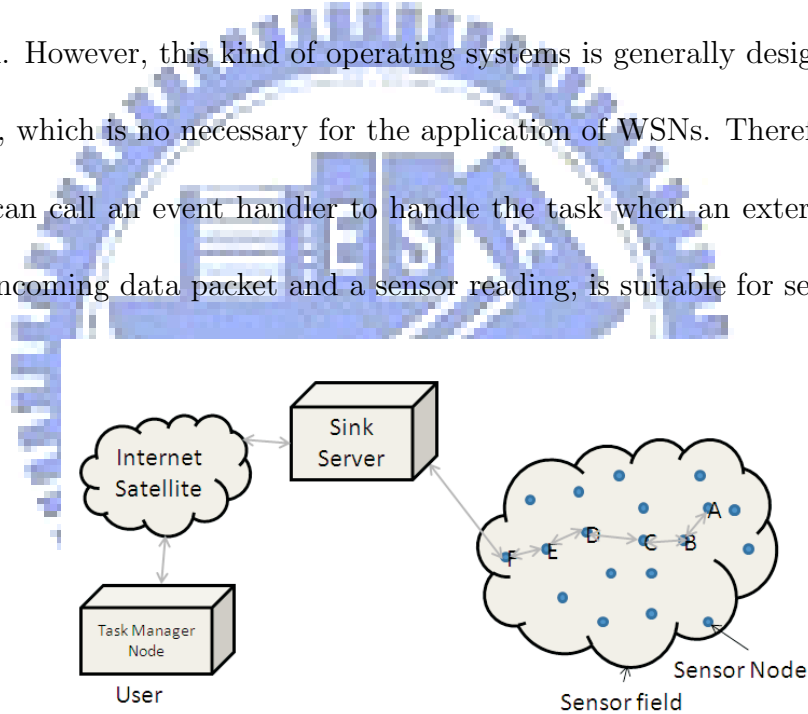 . However, this kind of operating systems is generally desig
, which is no necessary for the application of WSNs. Theref
can call an event handler to handle the task when an exter
ncoming data packet and a sensor reading, is suitable for se
Sink
Server
Internet
Satellite
A
D
C
B
E
F
Task Manager
Node
User
Sensor Node
Sensor field